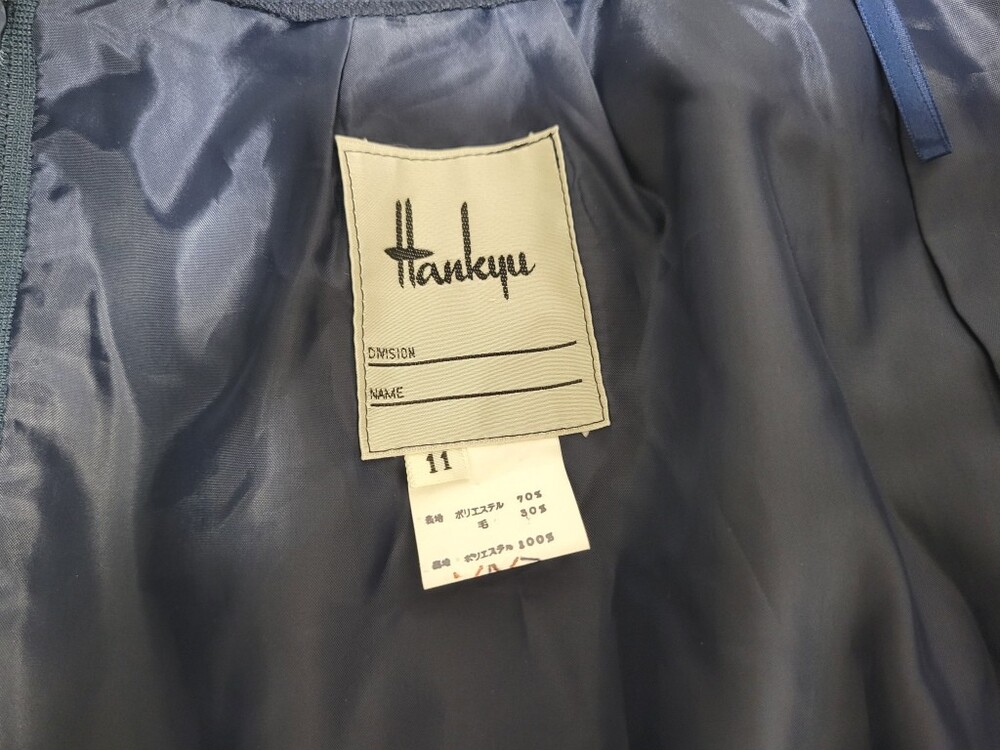 Hankyu
DIVISION
NAME
11
表地 ポリエステル 70%
毛 30%
裏地 ポリエステル 100%